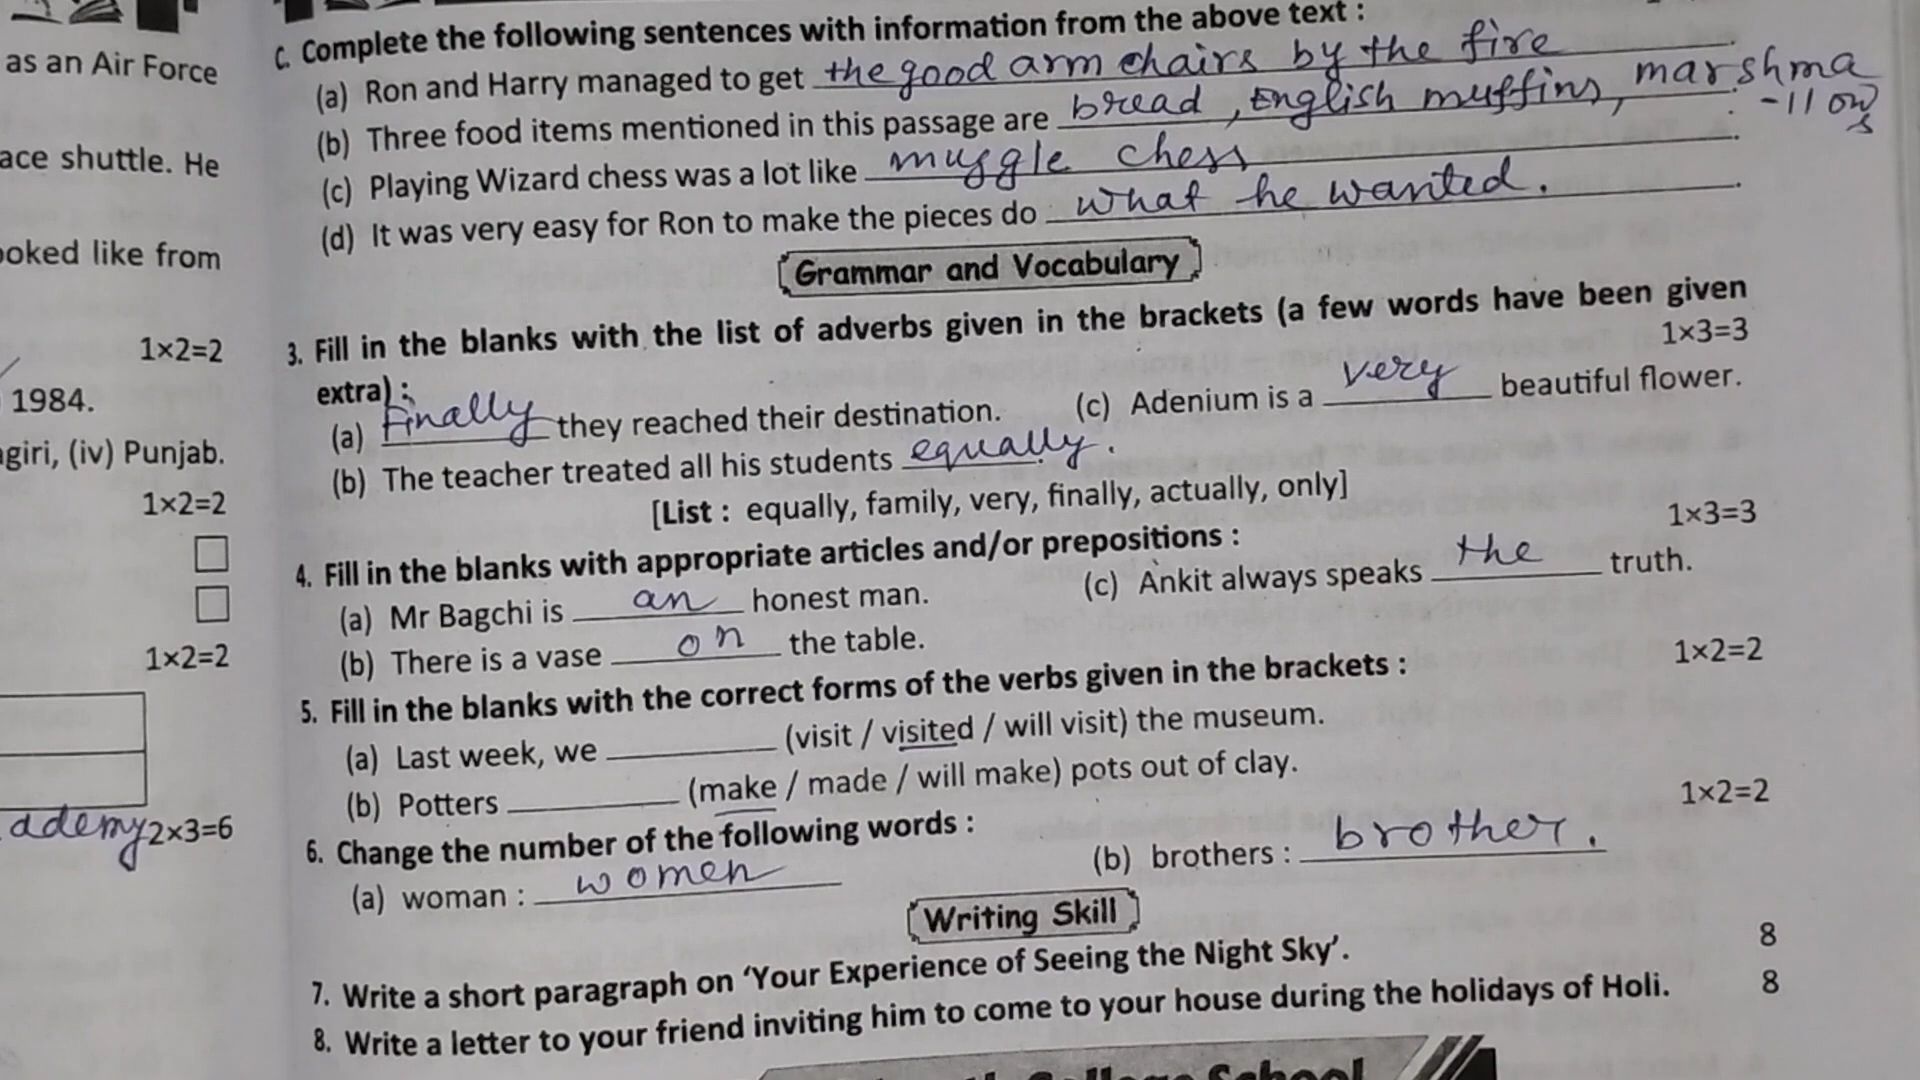 as an Air Force
ace shuttle. He
ooked like from
1×2=2
1984.
agiri, (iv) Punjab.
1×2=2
1×2=2
ademy 2×3=6
C. Complete the following sentences with information from the above text :
(a) Ron and Harry managed to get the good arm chairs by the fire.
(b) Three food items mentioned in this passage are bread, English muffins, marshma
-llows
(c) Playing Wizard chess was a lot like muggle chess.
(d) It was very easy for Ron to make the pieces do what he wanted.
Grammar and Vocabulary
3. Fill in the blanks with the list of adverbs given in the brackets (a few words have been given
extra) : 1×3=3
(a) Finally they reached their destination. (c) Adenium is a very beautiful flower.
(b) The teacher treated all his students equally.
[List : equally, family, very, finally, actually, only]
4. Fill in the blanks with appropriate articles and/or prepositions : 1×3=3
(a) Mr Bagchi is an honest man. (c) Ankit always speaks the truth.
(b) There is a vase on the table.
5. Fill in the blanks with the correct forms of the verbs given in the brackets : 1×2=2
(a) Last week, we ________ (visit / visited / will visit) the museum.
(b) Potters ________ (make / made / will make) pots out of clay.
6. Change the number of the following words : 1×2=2
(a) woman : women (b) brothers : brother.
Writing Skill
7. Write a short paragraph on ‘Your Experience of Seeing the Night Sky’. 8
8. Write a letter to your friend inviting him to come to your house during the holidays of Holi. 8
School